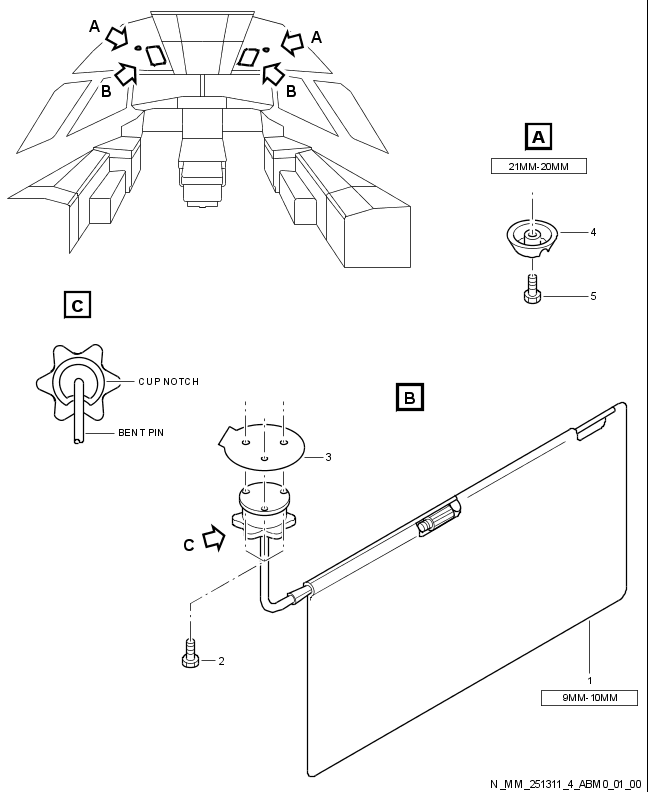 A
A
B
B
A
21MM-20MM
4
5
C
CUP NOTCH
BENT PIN
B
3
C
2
1
9MM-10MM
N_MM_251311_4_ABM0_01_00